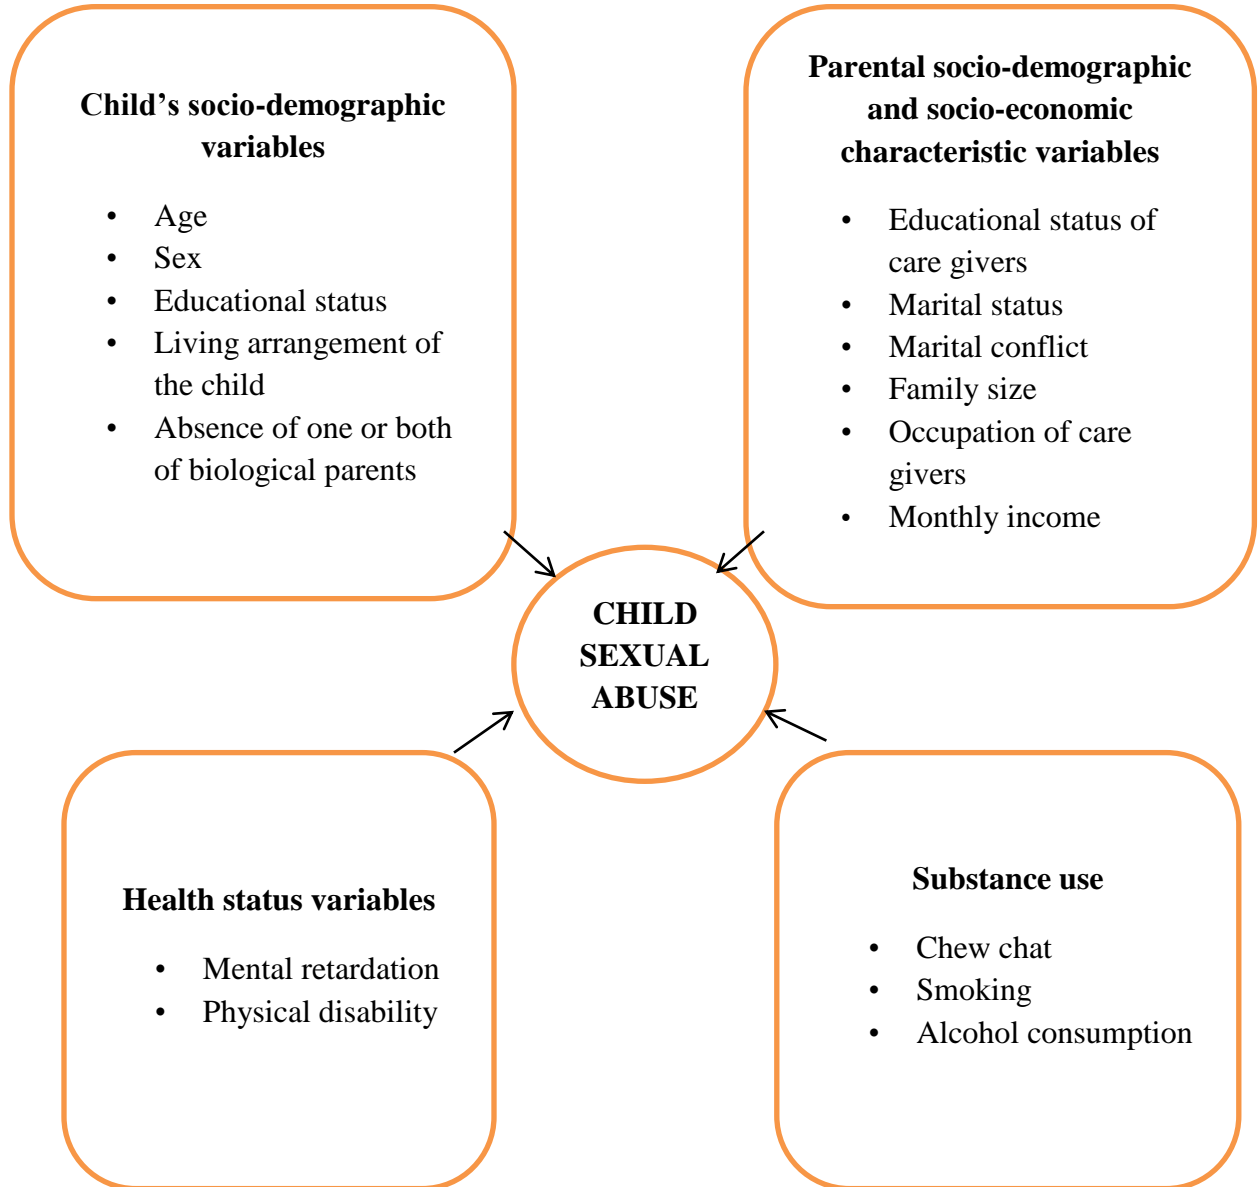 Child’s socio-demographic
variables
• Age
• Sex
• Educational status
• Living arrangement of
the child
• Absence of one or both
of biological parents
Parental socio-demographic
and socio-economic
characteristic variables
• Educational status of
care givers
• Marital status
• Marital conflict
• Family size
• Occupation of care
givers
• Monthly income
CHILD
SEXUAL
ABUSE
Health status variables
• Mental retardation
• Physical disability
Substance use
• Chew chat
• Smoking
• Alcohol consumption